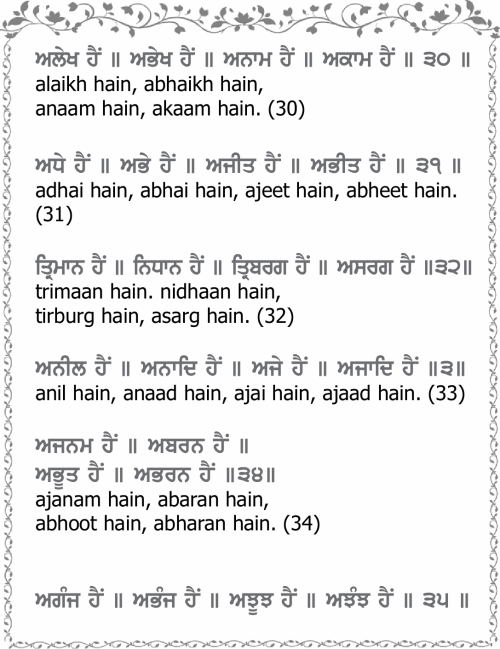 ਅਲੇਖ ਹੈਂ ॥ ਅਭੇਖ ਹੈਂ ॥ ਅਨਾਮ ਹੈਂ ॥ ਅਕਾਮ ਹੈਂ ॥ ੩੦ ॥
alaikh hain, abhaikh hain,
anaam hain, akaam hain. (30)
ਅਧੇ ਹੈਂ ॥ ਅਭੇ ਹੈਂ ॥ ਅਜੀਤ ਹੈਂ ॥ ਅਭੀਤ ਹੈਂ ॥ ੩੧ ॥
adhai hain, abhai hain, ajeet hain, abheet hain.
(31)
ਤ੍ਰਿਮਾਨ ਹੈਂ ॥ ਨਿਧਾਨ ਹੈਂ ॥ ਤ੍ਰਿਬਰਗ ਹੈਂ ॥ ਅਸਰਗ ਹੈਂ ॥੩੨॥
trimaan hain. nidhaan hain,
tirburg hain, asarg hain. (32)
ਅਨੀਲ ਹੈਂ ॥ ਅਨਾਦਿ ਹੈਂ ॥ ਅਜੇ ਹੈਂ ॥ ਅਜਾਦਿ ਹੈਂ ॥੩॥
anil hain, anaad hain, ajai hain, ajaad hain. (33)
ਅਜਨਮ ਹੈਂ ॥ ਅਬਰਨ ਹੈਂ ॥
ਅਭੂਤ ਹੈਂ ॥ ਅਭਰਨ ਹੈਂ ॥੩੪॥
ajanam hain, abaran hain,
abhoot hain, abharan hain. (34)
ਅਗੰਜ ਹੈਂ ॥ ਅਭੰਜ ਹੈਂ ॥ ਅਝੂਝ ਹੈਂ ॥ ਅਝੰਝ ਹੈਂ ॥ ੩੫ ॥